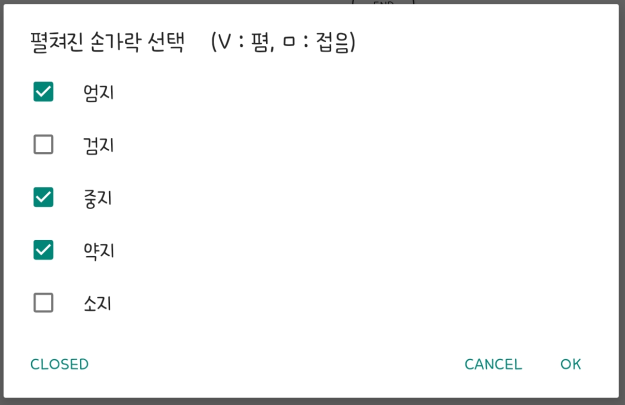 펼쳐진 손가락 선택 (V : 폄, ㅁ : 접음)
엄지
검지
중지
약지
소지
CLOSED CANCEL OK